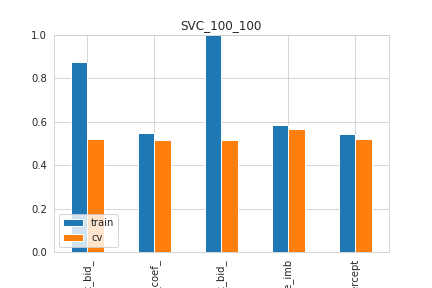 SVC_100_100
1.0
0.8
0.6
0.4
0.2
0.0
train
cv
_bid_
coef_
_bid_
e_imb
ercept